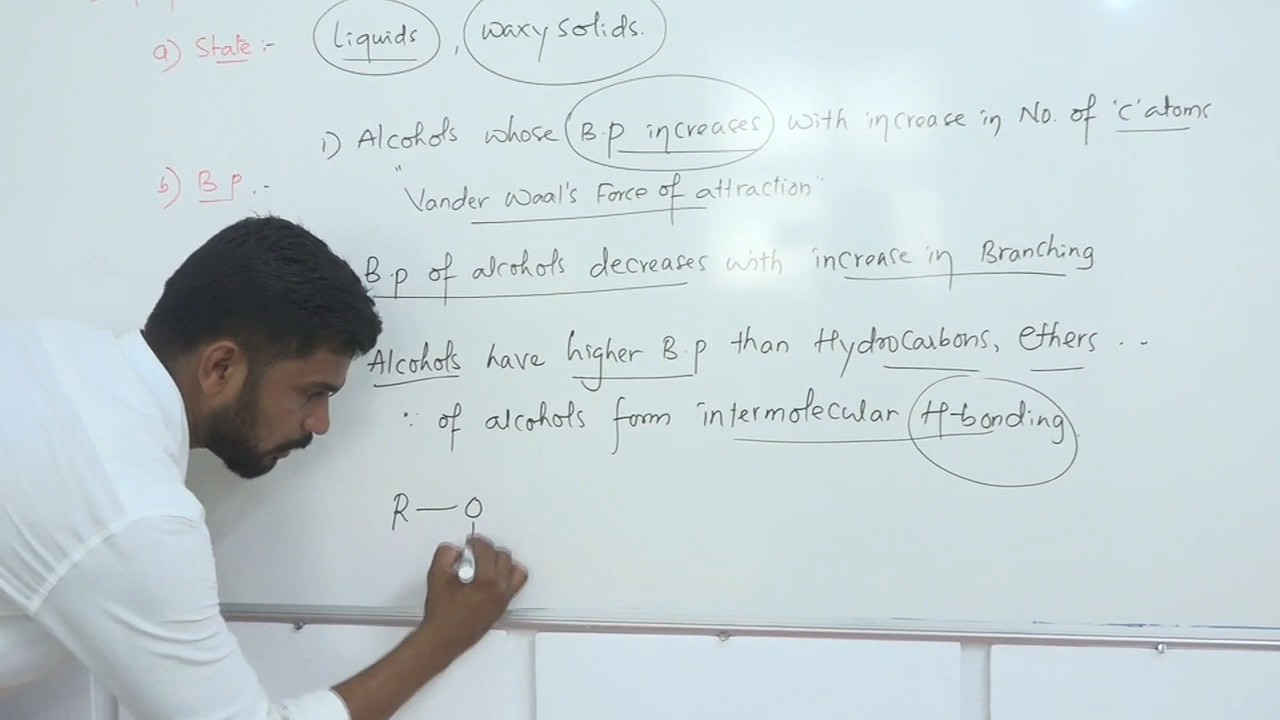 a) State :- Liquids , waxy solids.
i) Alcohols whose B.p increases with increase in No. of 'C' atoms
b) B.p. :- "Vander Waal's Force of attraction"
B.p of alcohols decreases with increase in Branching
Alcohols have higher B.p than Hydrocarbons, ethers ..
∵ of alcohols form intermolecular H-bonding
R — O